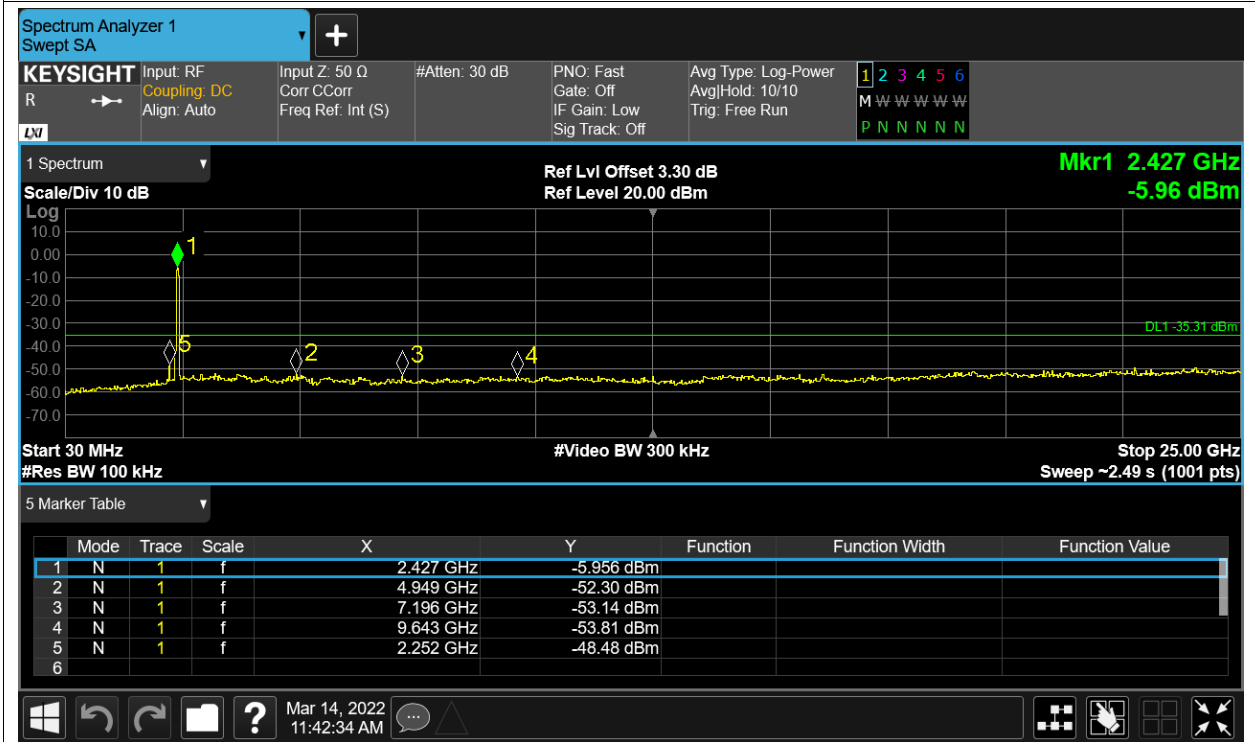 Spectrum Analyzer 1
Swept SA
+
KEYSIGHT Input: RF Input Z: 50 Ω #Atten: 30 dB PNO: Fast Avg Type: Log-Power 1 2 3 4 5 6
R Coupling: DC Corr CCorr Gate: Off Avg|Hold: 10/10 M W W W W W
Align: Auto Freq Ref: Int (S) IF Gain: Low Trig: Free Run
LXI Sig Track: Off P N N N N N
1 Spectrum Ref Lvl Offset 3.30 dB Mkr1 2.427 GHz
Scale/Div 10 dB Ref Level 20.00 dBm -5.96 dBm
Log
10.0
1
0.00
-10.0
-20.0
-30.0
DL1 -35.31 dBm
-40.0
5 2 3 4
-50.0
-60.0
-70.0
Start 30 MHz #Video BW 300 kHz Stop 25.00 GHz
#Res BW 100 kHz Sweep ~2.49 s (1001 pts)
5 Marker Table
Mode Trace Scale X Y Function Function Width Function Value
1 N 1 f 2.427 GHz -5.956 dBm
2 N 1 f 4.949 GHz -52.30 dBm
3 N 1 f 7.196 GHz -53.14 dBm
4 N 1 f 9.643 GHz -53.81 dBm
5 N 1 f 2.252 GHz -48.48 dBm
6
? Mar 14, 2022
11:42:34 AM